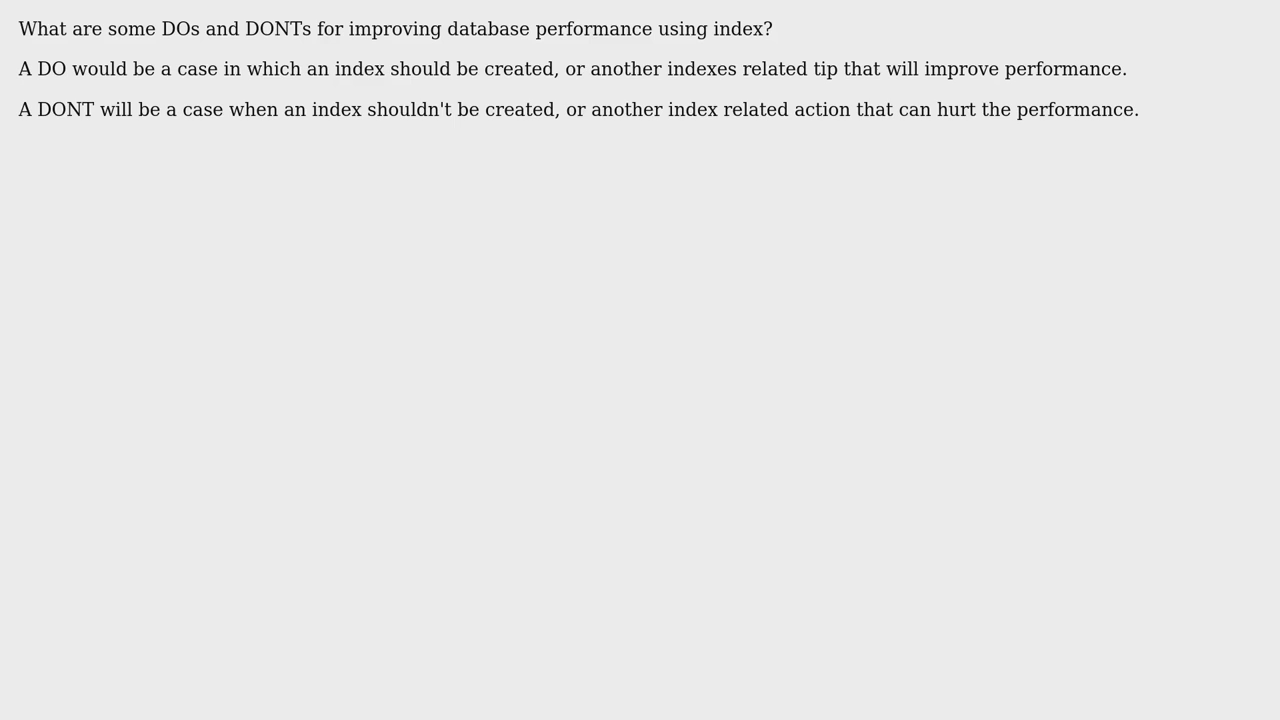 What are some DOs and DONTs for improving database performance using index?
A DO would be a case in which an index should be created, or another indexes related tip that will improve performance.
A DONT will be a case when an index shouldn't be created, or another index related action that can hurt the performance.